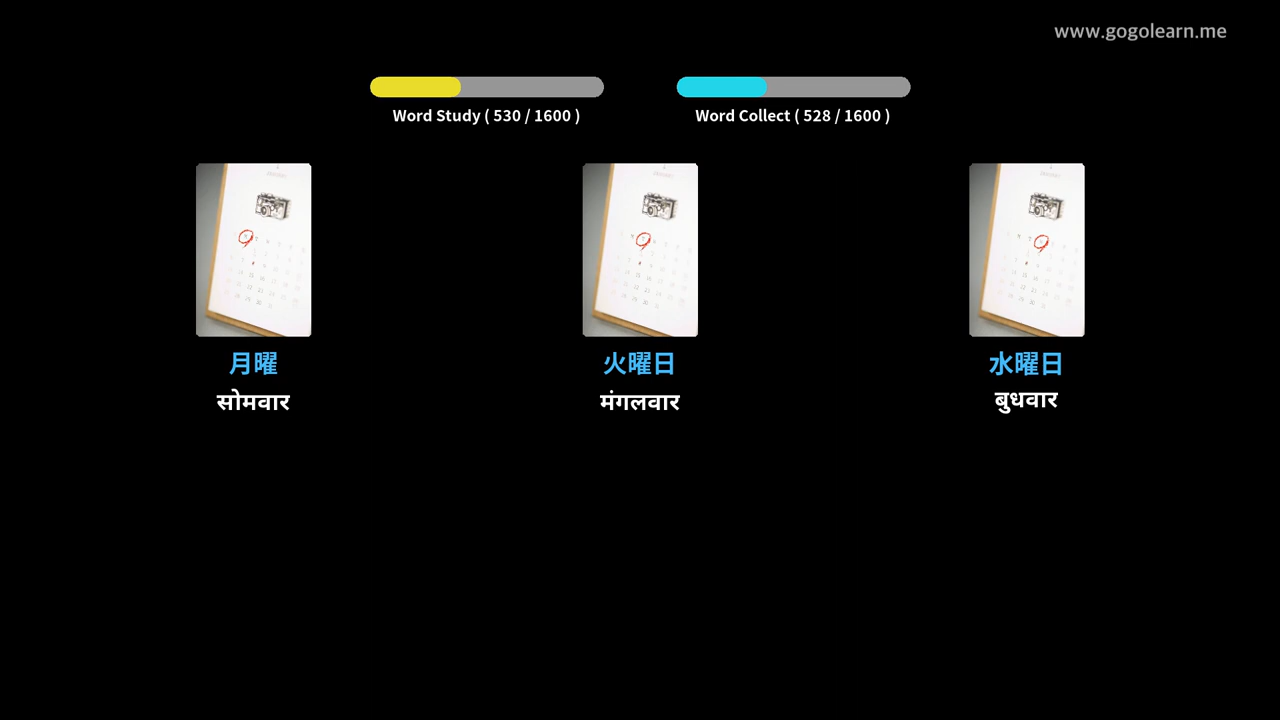 www.gogolearn.me
Word Study ( 530 / 1600 )
Word Collect ( 528 / 1600 )
月曜
火曜日
水曜日
सोमवार
मंगलवार
बुधवार